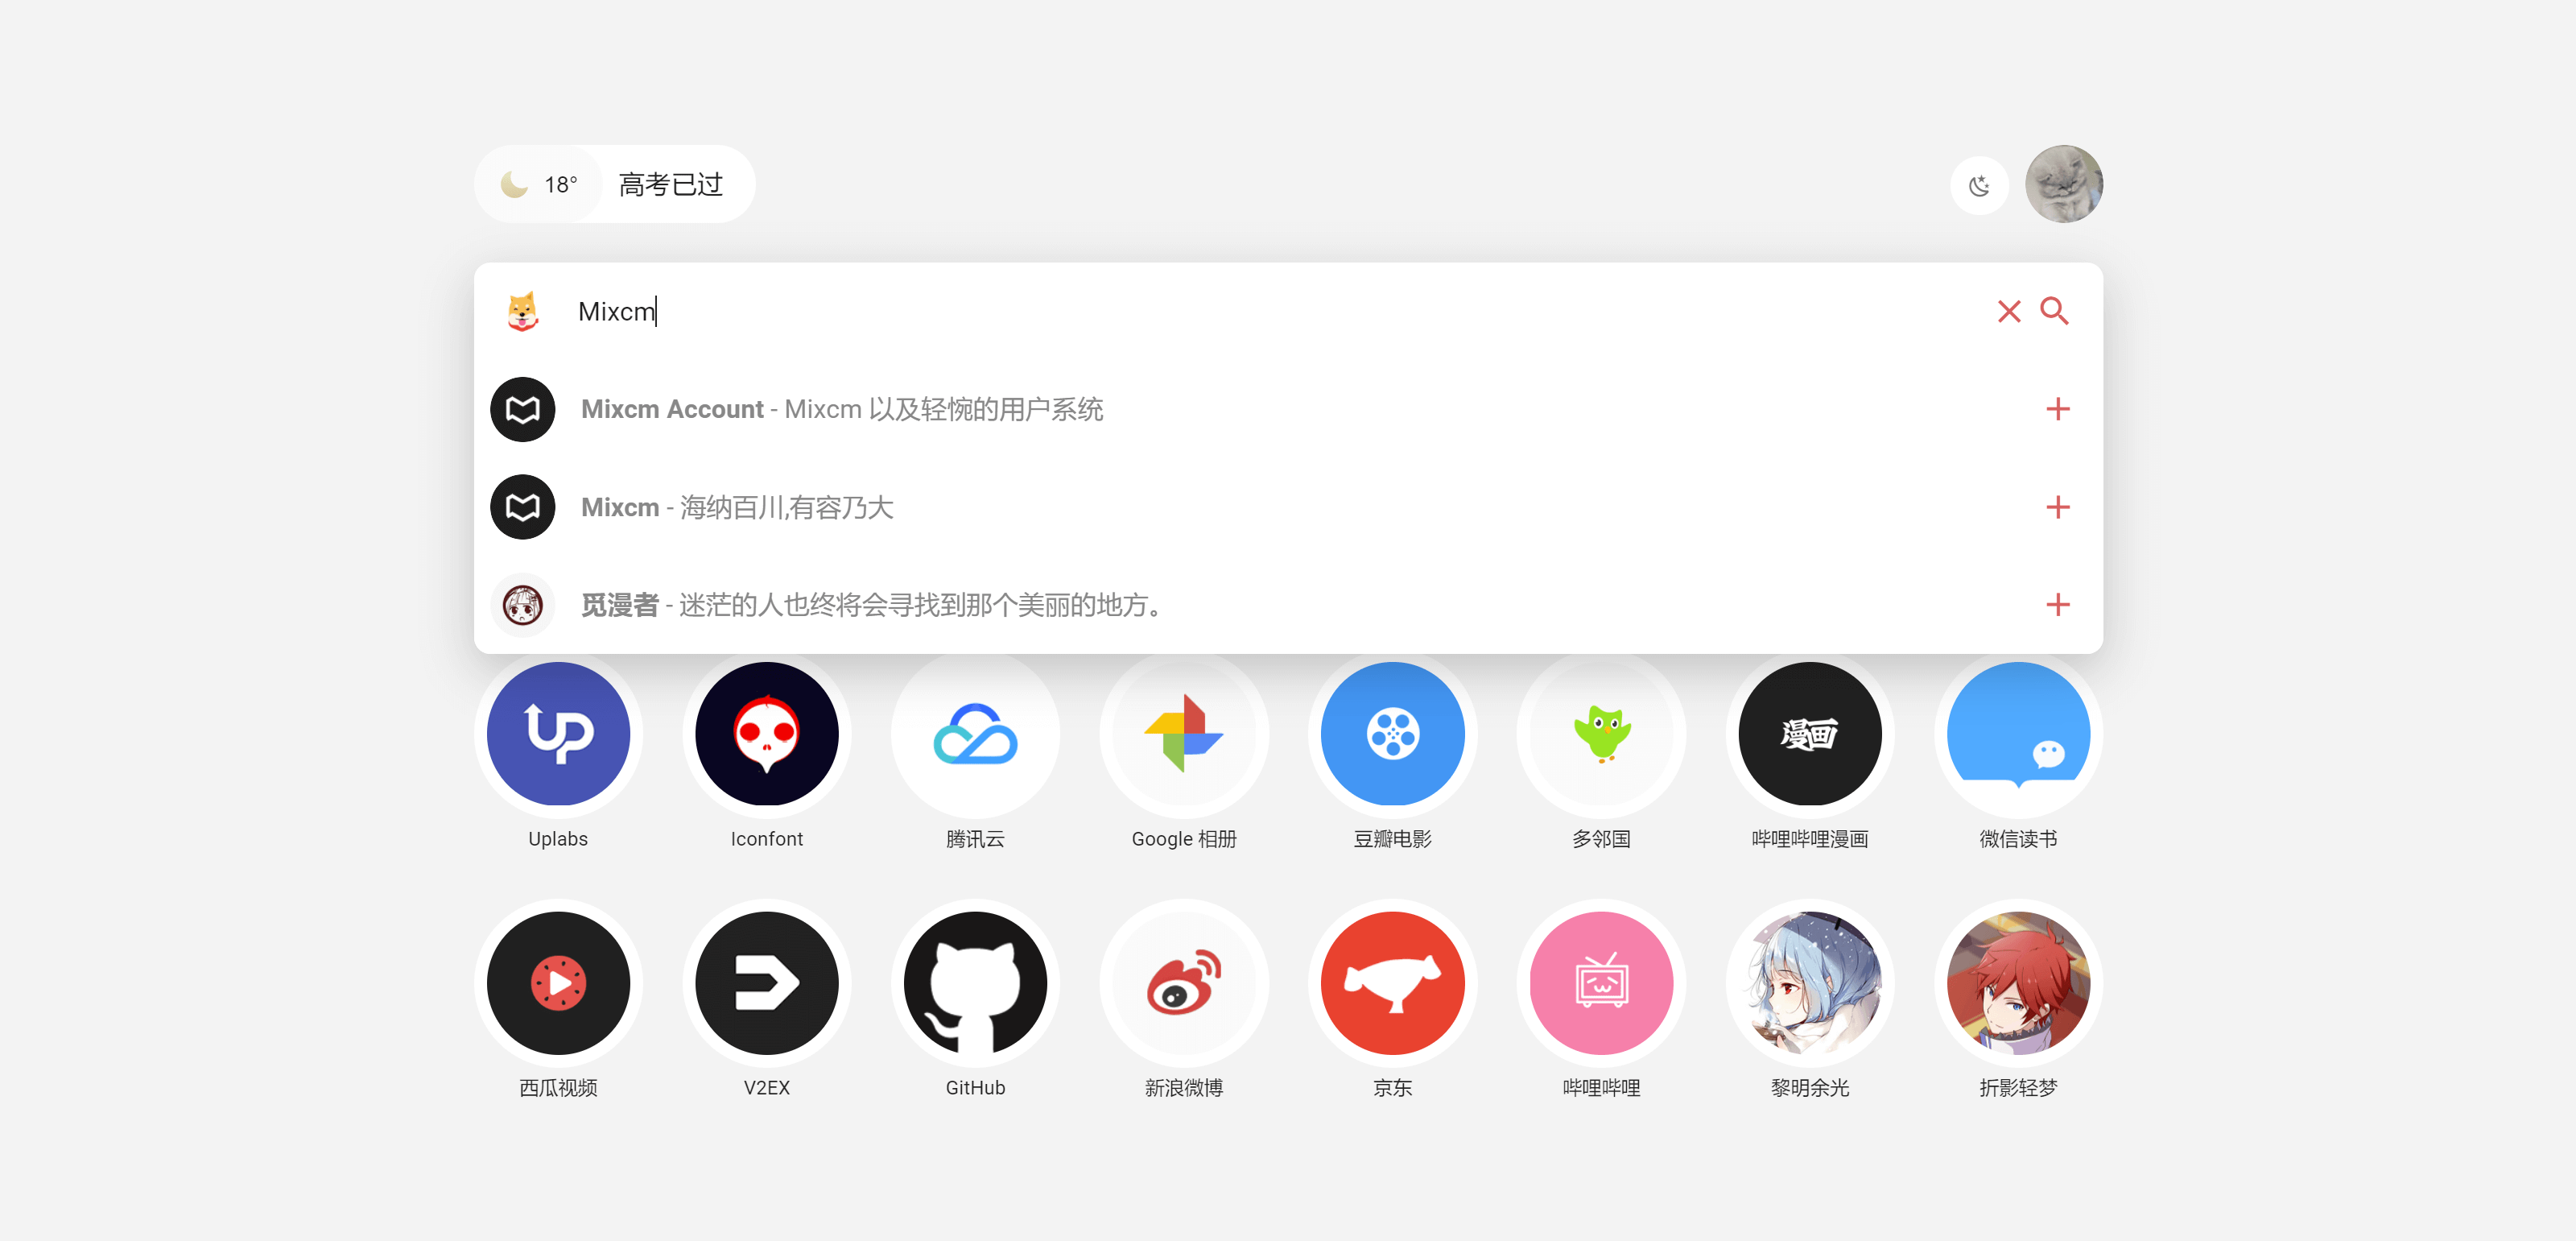 18° 高考已过
Mixcm
Mixcm Account - Mixcm 以及轻惋的用户系统
Mixcm - 海纳百川,有容乃大
觅漫者 - 迷茫的人也终将会寻找到那个美丽的地方。
UP
漫画
Uplabs Iconfont 腾讯云 Google 相册 豆瓣电影 多邻国 哔哩哔哩漫画 微信读书
西瓜视频 V2EX GitHub 新浪微博 京东 哔哩哔哩 黎明余光 折影轻梦